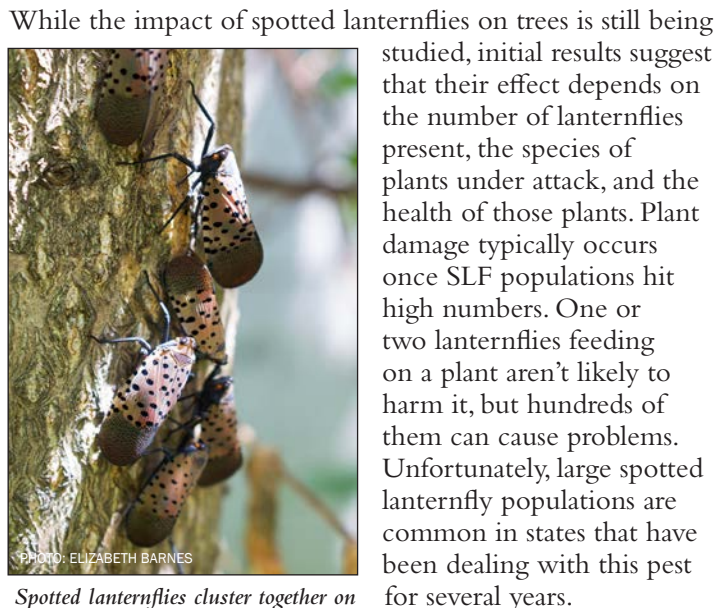 While the impact of spotted lanternflies on trees is still being
studied, initial results suggest
that their effect depends on
the number of lanternflies
present, the species of
plants under attack, and the
health of those plants. Plant
damage typically occurs
once SLF populations hit
high numbers. One or
two lanternflies feeding
on a plant aren’t likely to
harm it, but hundreds of
them can cause problems.
Unfortunately, large spotted
lanternfly populations are
common in states that have
been dealing with this pest
for several years.
PHOTO: ELIZABETH BARNES
Spotted lanternflies cluster together on